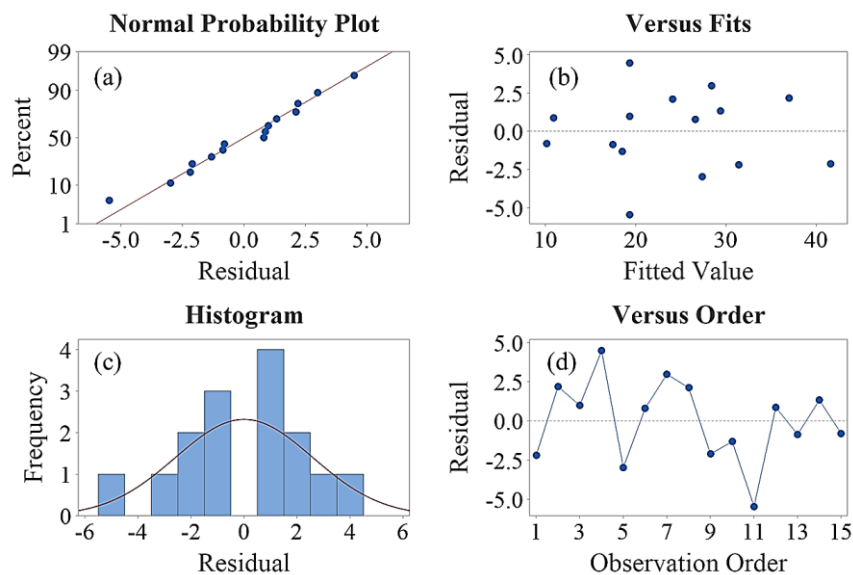 Normal Probability Plot
(a)
Percent
99
90
50
10
1
-5.0 -2.5 0.0 2.5 5.0
Residual
Versus Fits
(b)
Residual
5.0
2.5
0.0
-2.5
-5.0
10 20 30 40
Fitted Value
Histogram
(c)
Frequency
4
3
2
1
0
-6 -4 -2 0 2 4 6
Residual
Versus Order
(d)
Residual
5.0
2.5
0.0
-2.5
-5.0
1 3 5 7 9 11 13 15
Observation Order